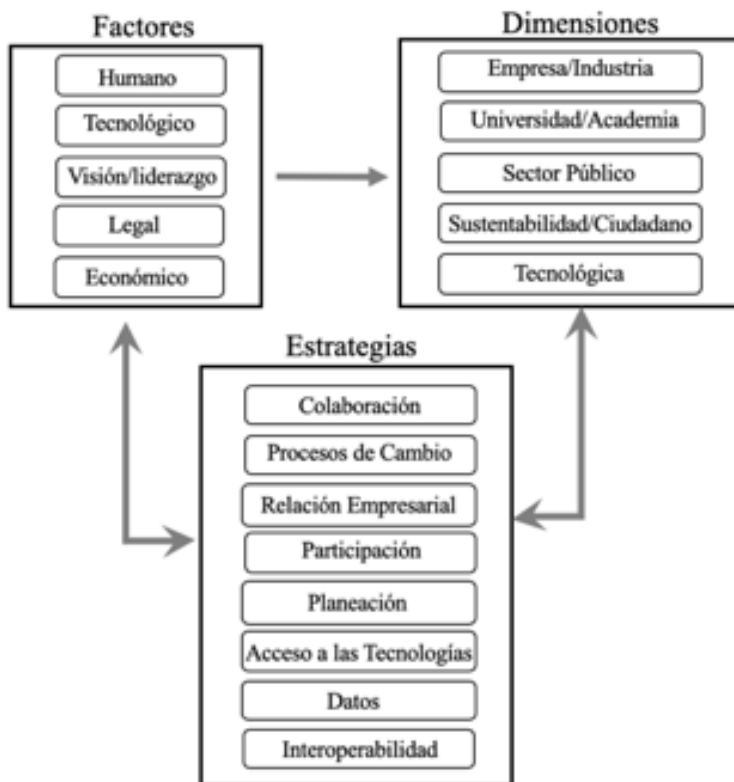 Factores
Humano
Tecnológico
Visión/liderazgo
Legal
Económico
Dimensiones
Empresa/Industria
Universidad/Academia
Sector Público
Sustentabilidad/Ciudadano
Tecnológica
Estrategias
Colaboración
Procesos de Cambio
Relación Empresarial
Participación
Planeación
Acceso a las Tecnologías
Datos
Interoperabilidad